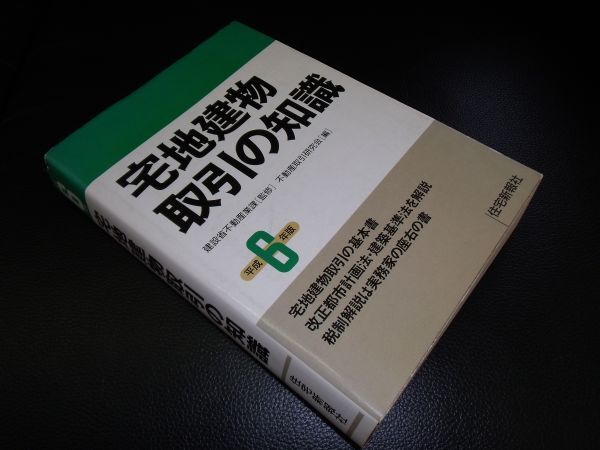 宅地建物
取引の知識
建設省不動産業課[監修] 不動産取引研究会[編]
平成6年版
宅地建物取引の基本書
改正都市計画法・建築基準法を解説
税制解説は実務家の座右の書
住宅新報社
宅地建物取引の知識
住宅新報社